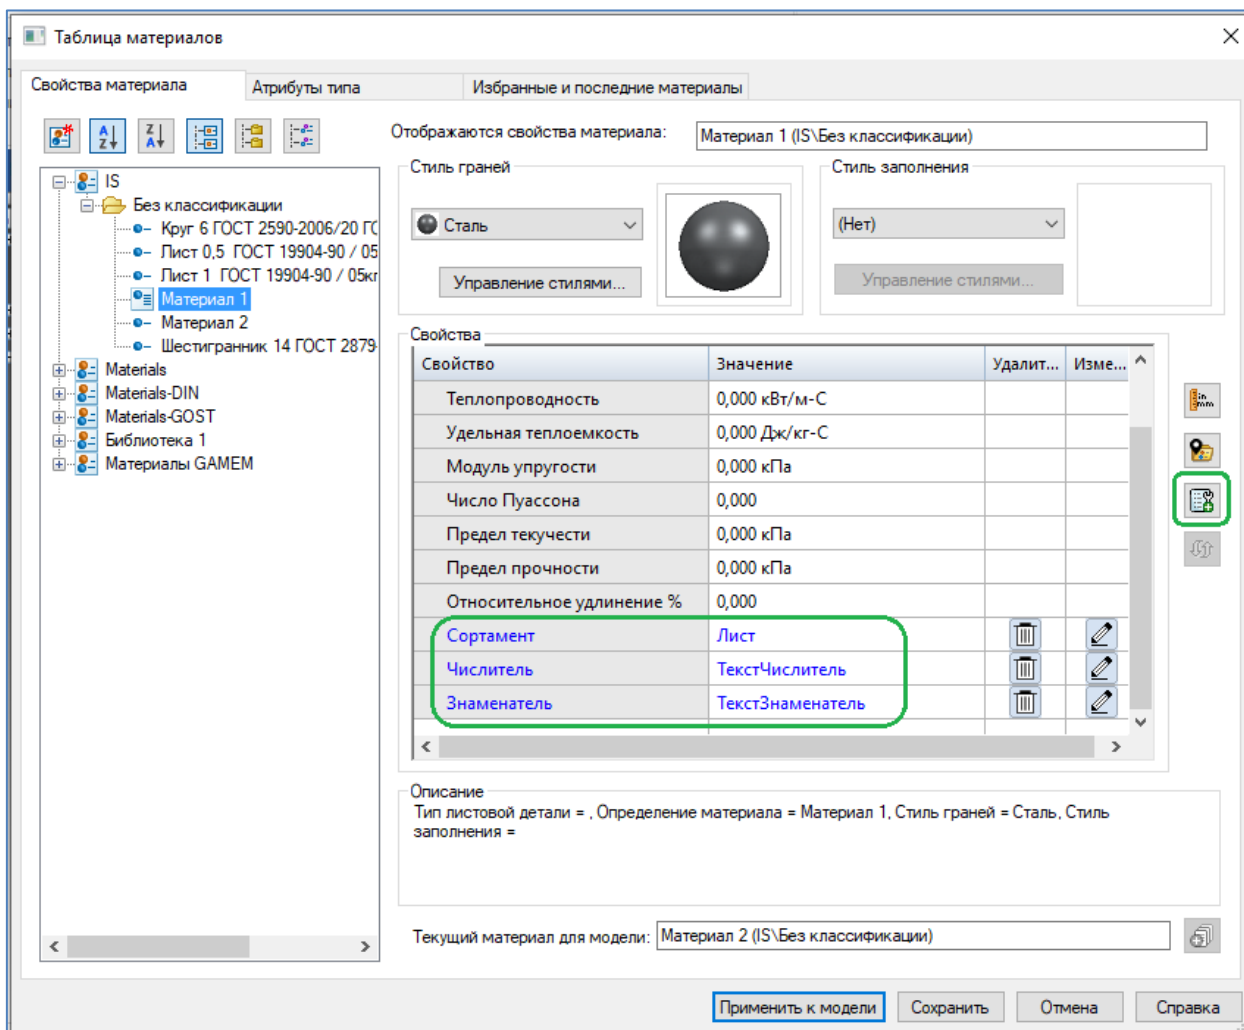 Таблица материалов
Свойства материала Атрибуты типа Избранные и последние материалы
Отображаются свойства материала: Материал 1 (IS\Без классификации)
IS
Без классификации
Круг 6 ГОСТ 2590-2006/20 ГО
Лист 0,5 ГОСТ 19904-90 / 05
Лист 1 ГОСТ 19904-90 / 05кп
Материал 1
Материал 2
Шестигранник 14 ГОСТ 2879-
Materials
Materials-DIN
Materials-GOST
Библиотека 1
Материалы GAMEM
Стиль граней
Сталь
Управление стилями...
Стиль заполнения
(Нет)
Управление стилями...
Свойства
Свойство Значение Удалит... Изме...
Теплопроводность 0,000 кВт/м-С
Удельная теплоемкость 0,000 Дж/кг-С
Модуль упругости 0,000 кПа
Число Пуассона 0,000
Предел текучести 0,000 кПа
Предел прочности 0,000 кПа
Относительное удлинение % 0,000
Сортамент Лист
Числитель ТекстЧислитель
Знаменатель ТекстЗнаменатель
Описание
Тип листовой детали = , Определение материала = Материал 1, Стиль граней = Сталь, Стиль
заполнения =
Текущий материал для модели: Материал 2 (IS\Без классификации)
Применить к модели Сохранить Отмена Справка